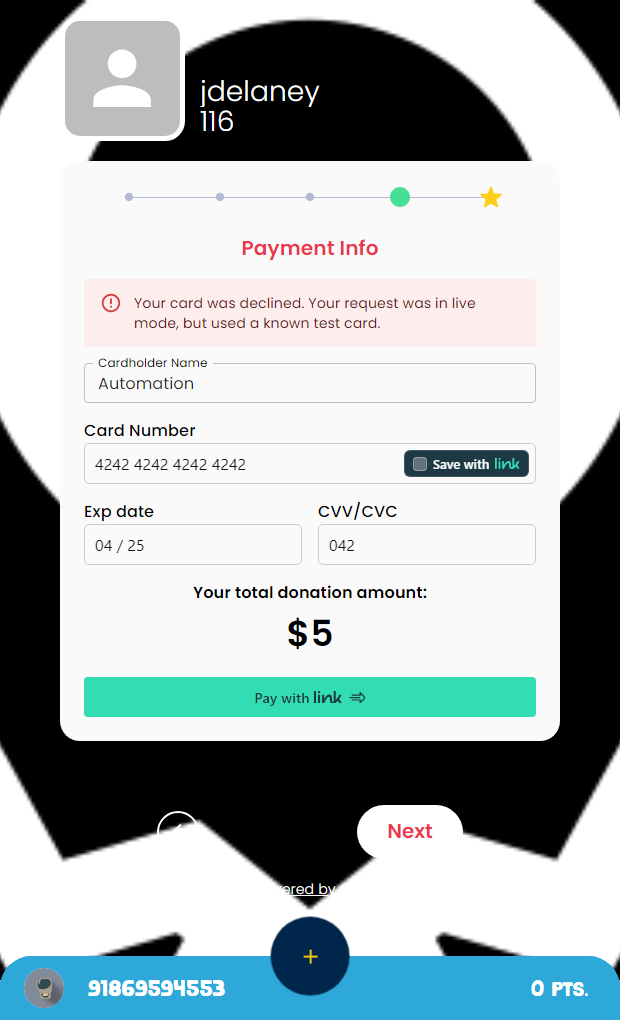 jdelaney
116
Payment Info
Your card was declined. Your request was in live
mode, but used a known test card.
Cardholder Name
Automation
Card Number
4242 4242 4242 4242
Save with link
Exp date
CVV/CVC
04 / 25
042
Your total donation amount:
$5
Pay with link
Next
ered by
+
91869594553
0 PTS.